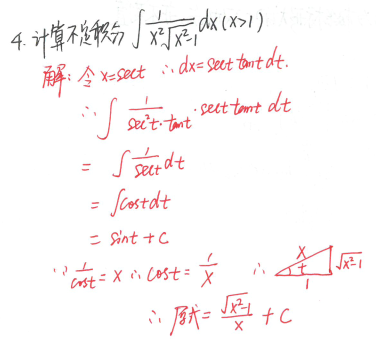 4. 计算不定积分 ∫ 1/(x²√(x²-1)) dx (x>1)
解: 令 x=sect ∴ dx=sect tant dt.
∴ ∫ 1/(sec²t·tant) · sect tant dt
= ∫ 1/sect dt
= ∫cost dt
= sint + C
∵ 1/cost = x ∴ cost = 1/x ∴ x t √(x²-1) 1
∴ 原式 = √(x²-1)/x + C